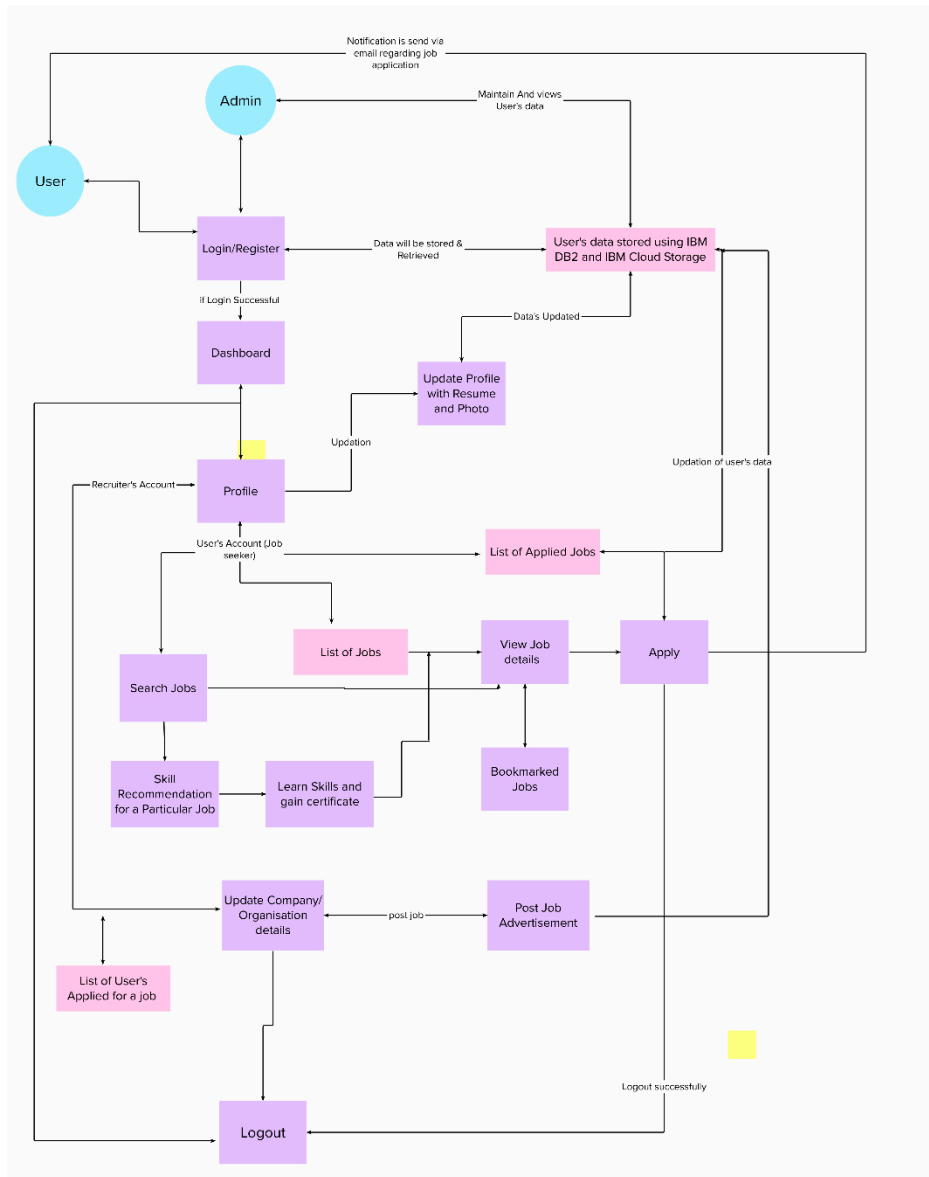 Notification is send via
email regarding job
application
Admin
Maintain And views
User's data
User
Login/Register
Data will be stored &
Retrieved
User's data stored using IBM
DB2 and IBM Cloud Storage
if Login Successful
Data's Updated
Dashboard
Update Profile
with Resume
and Photo
Updation
Updation of user's data
Recruiter's Account
Profile
User's Account (Job
seeker)
List of Applied Jobs
List of Jobs
View Job
details
Apply
Search Jobs
Skill
Recommendation
for a Particular Job
Learn Skills and
gain certificate
Bookmarked
Jobs
Update Company/
Organisation
details
post job
Post Job
Advertisement
List of User's
Applied for a job
Logout successfully
Logout